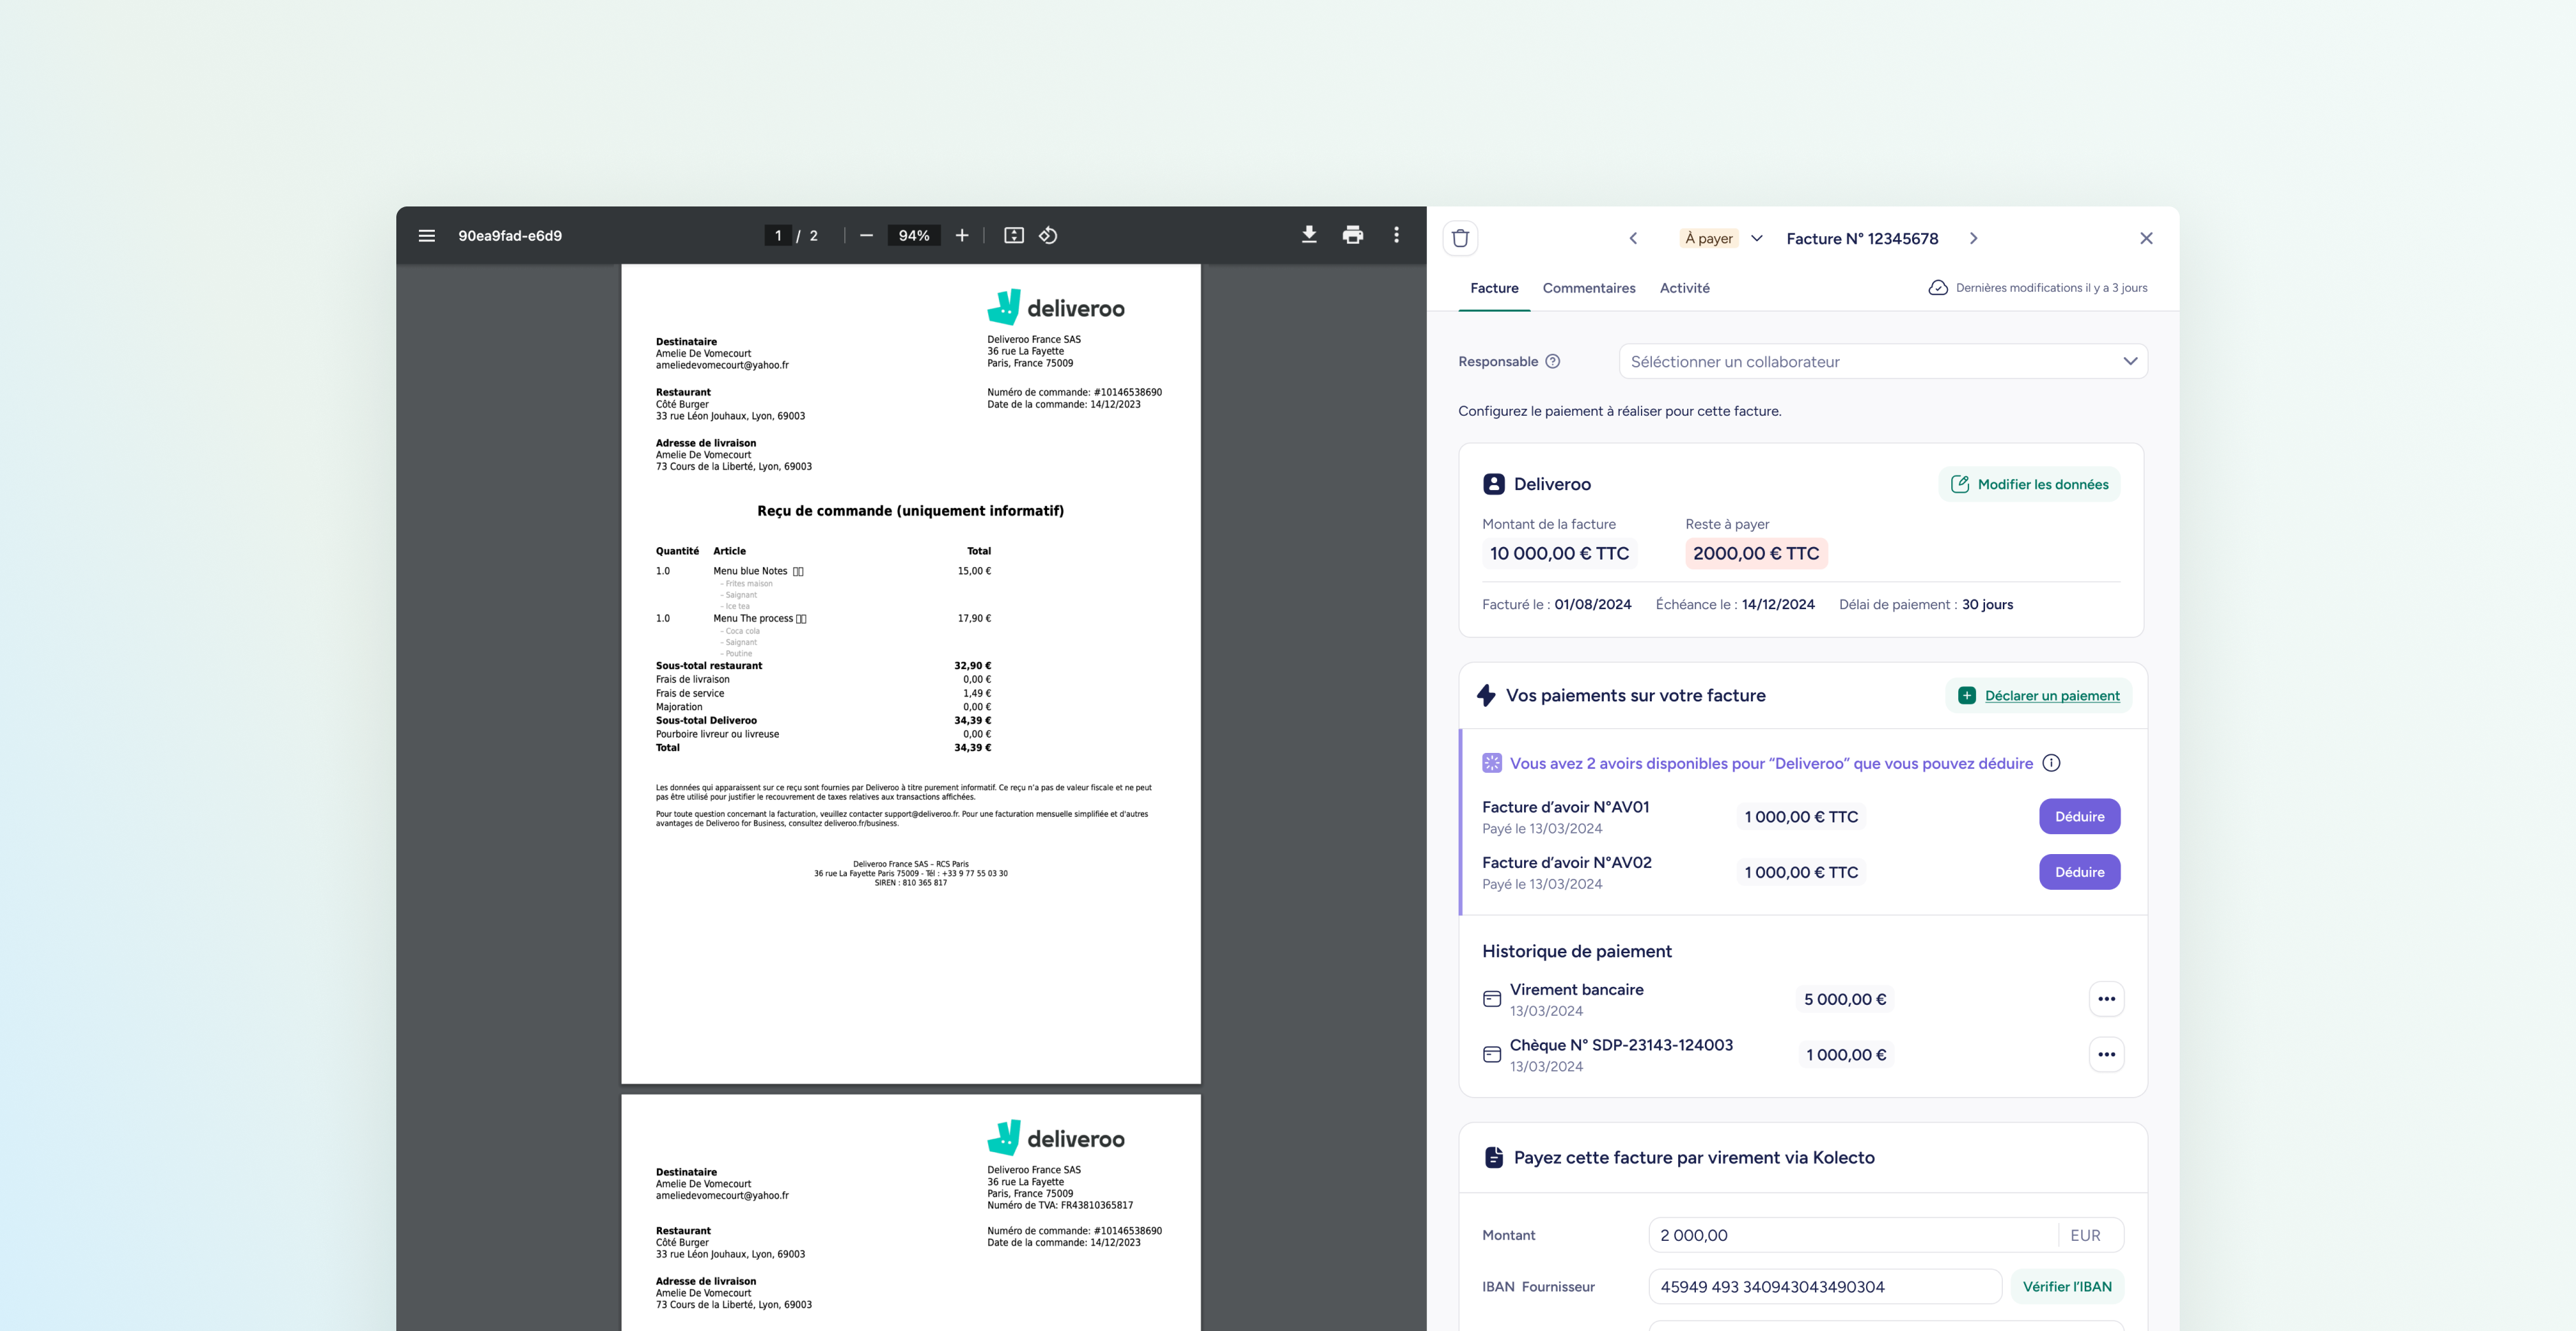 90ea9fad-e6d9
1 / 2
94%
deliveroo
Deliveroo France SAS
36 rue La Fayette
Paris, France 75009
Destinataire
Amelie De Vomecourt
ameliedevomecourt@yahoo.fr
Restaurant
Côté Burger
33 rue Léon Jouhaux, Lyon, 69003
Numéro de commande: #10146538690
Date de la commande: 14/12/2023
Adresse de livraison
Amelie De Vomecourt
73 Cours de la Liberté, Lyon, 69003
Reçu de commande (uniquement informatif)
Quantité Article Total
1.0 Menu blue Notes 15,00 €
- Frites maison
- Saignant
- Ice tea
1.0 Menu The process 17,90 €
- Coca cola
- Saignant
- Poutine
Sous-total restaurant 32,90 €
Frais de livraison 0,00 €
Frais de service 1,49 €
Majoration 0,00 €
Sous-total Deliveroo 34,39 €
Pourboire livreur ou livreuse 0,00 €
Total 34,39 €
Les données qui apparaissent sur ce reçu sont fournies par Deliveroo à titre purement informatif. Ce reçu n'a pas de valeur fiscale et ne peut
pas être utilisé pour justifier le recouvrement de taxes relatives aux transactions affichées.
Pour toute question concernant la facturation, veuillez contacter support@deliveroo.fr. Pour une facturation mensuelle simplifiée et d'autres
avantages de Deliveroo for Business, consultez deliveroo.fr/business.
Deliveroo France SAS – RCS Paris
36 rue La Fayette Paris 75009 - Tél : +33 9 77 55 03 30
SIREN : 810 365 817
deliveroo
Deliveroo France SAS
36 rue La Fayette
Paris, France 75009
Numéro de TVA: FR43810365817
Destinataire
Amelie De Vomecourt
ameliedevomecourt@yahoo.fr
Restaurant
Côté Burger
33 rue Léon Jouhaux, Lyon, 69003
Numéro de commande: #10146538690
Date de la commande: 14/12/2023
Adresse de livraison
Amelie De Vomecourt
73 Cours de la Liberté, Lyon, 69003
À payer
Facture N° 12345678
Facture Commentaires Activité
Dernières modifications il y a 3 jours
Responsable
Séléctionner un collaborateur
Configurez le paiement à réaliser pour cette facture.
Deliveroo
Modifier les données
Montant de la facture Reste à payer
10 000,00 € TTC 2000,00 € TTC
Facturé le : 01/08/2024 Échéance le : 14/12/2024 Délai de paiement : 30 jours
Vos paiements sur votre facture
Déclarer un paiement
Vous avez 2 avoirs disponibles pour “Deliveroo” que vous pouvez déduire
Facture d’avoir N°AV01
Payé le 13/03/2024
1 000,00 € TTC
Déduire
Facture d’avoir N°AV02
Payé le 13/03/2024
1 000,00 € TTC
Déduire
Historique de paiement
Virement bancaire
13/03/2024
5 000,00 €
Chèque N° SDP-23143-124003
13/03/2024
1 000,00 €
Payez cette facture par virement via Kolecto
Montant 2 000,00 EUR
IBAN Fournisseur 45949 493 340943043490304 Vérifier l’IBAN